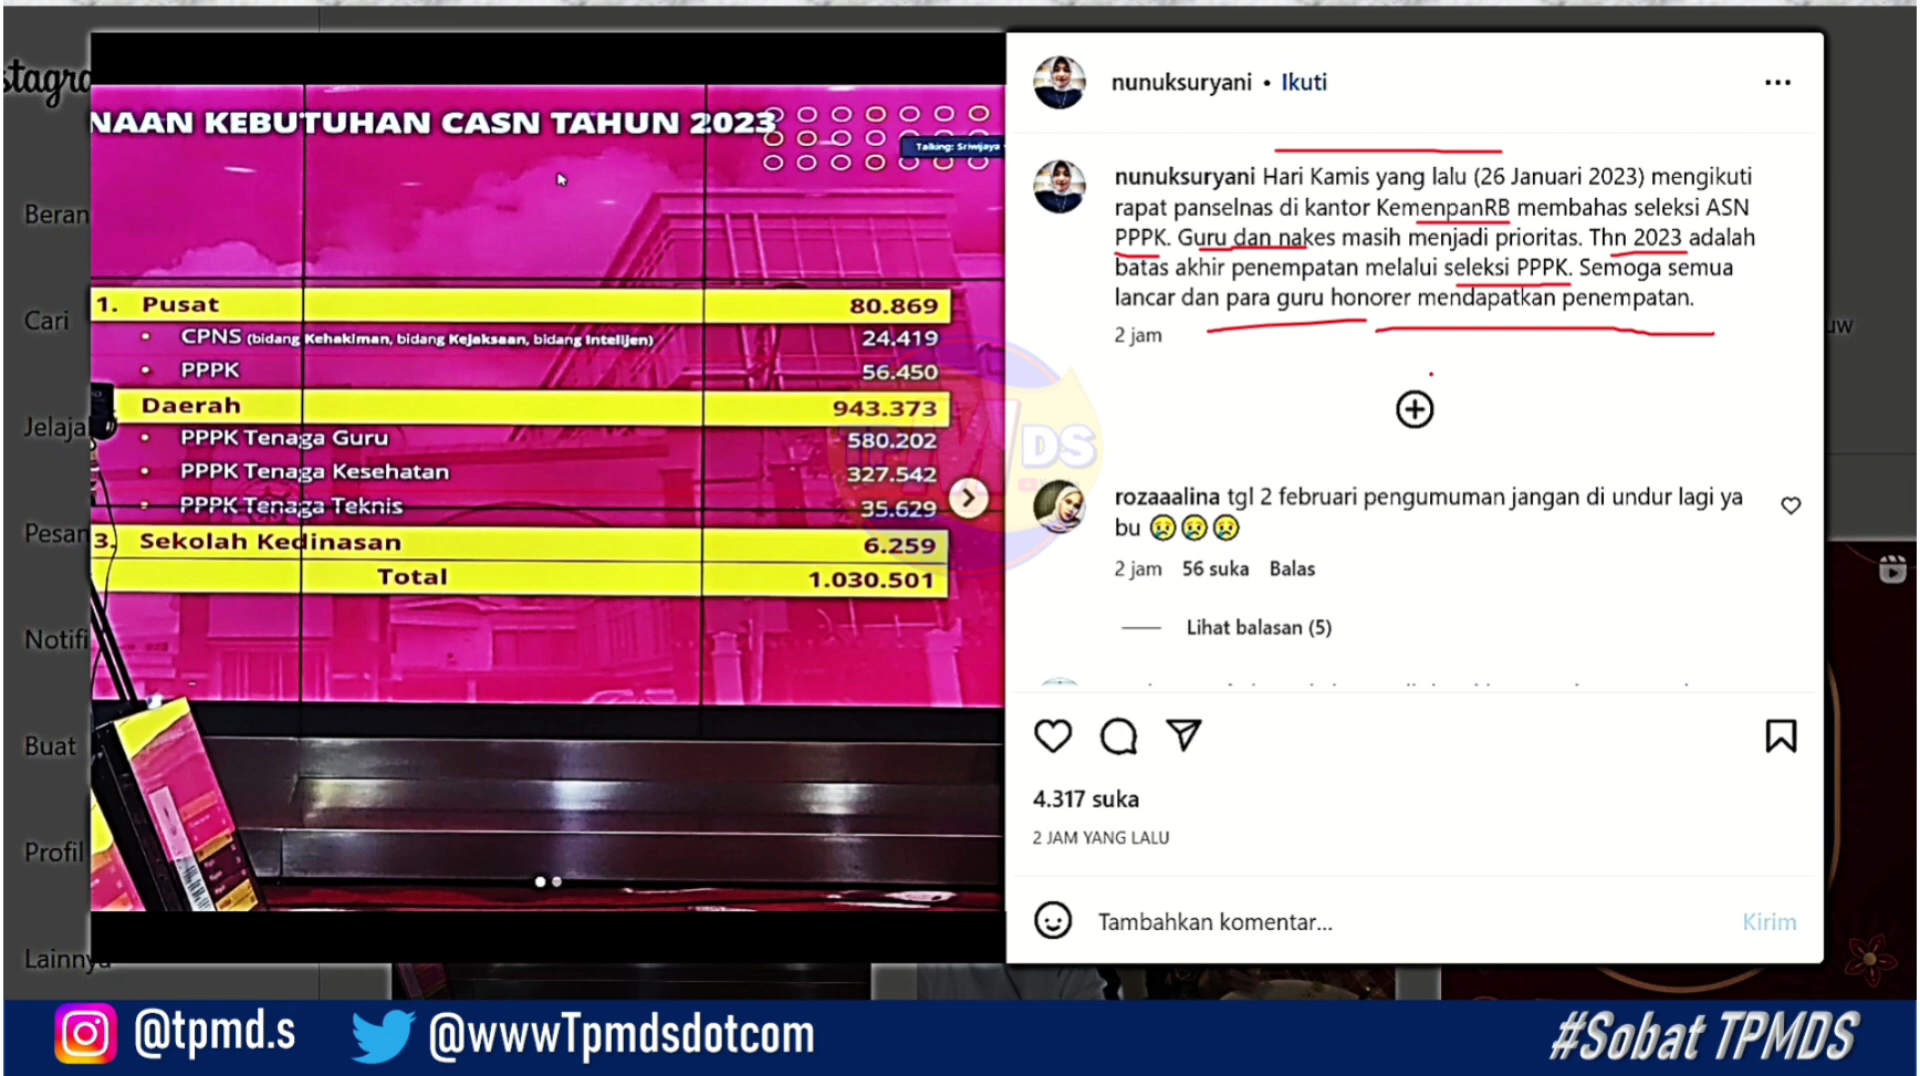 stagra
Beran
Cari
Jelaja
Pesan
Notifi
Buat
Profil
Lainnya
NAAN KEBUTUHAN CASN TAHUN 2023
Talking: Sriwijaya
1. Pusat 80.869
• CPNS (bidang Kehakiman, bidang Kejaksaan, bidang Intelijen) 24.419
• PPPK 56.450
Daerah 943.373
• PPPK Tenaga Guru 580.202
• PPPK Tenaga Kesehatan 327.542
• PPPK Tenaga Teknis 35.629
3. Sekolah Kedinasan 6.259
Total 1.030.501
DS
nunuksuryani • Ikuti
nunuksuryani Hari Kamis yang lalu (26 Januari 2023) mengikuti
rapat panselnas di kantor KemenpanRB membahas seleksi ASN
PPPK. Guru dan nakes masih menjadi prioritas. Thn 2023 adalah
batas akhir penempatan melalui seleksi PPPK. Semoga semua
lancar dan para guru honorer mendapatkan penempatan.
2 jam
rozaaalina tgl 2 februari pengumuman jangan di undur lagi ya
bu 😢😢😢
2 jam 56 suka Balas
Lihat balasan (5)
4.317 suka
2 JAM YANG LALU
Tambahkan komentar... Kirim
uw
@tpmd.s @wwwTpmdsdotcom #Sobat TPMDS